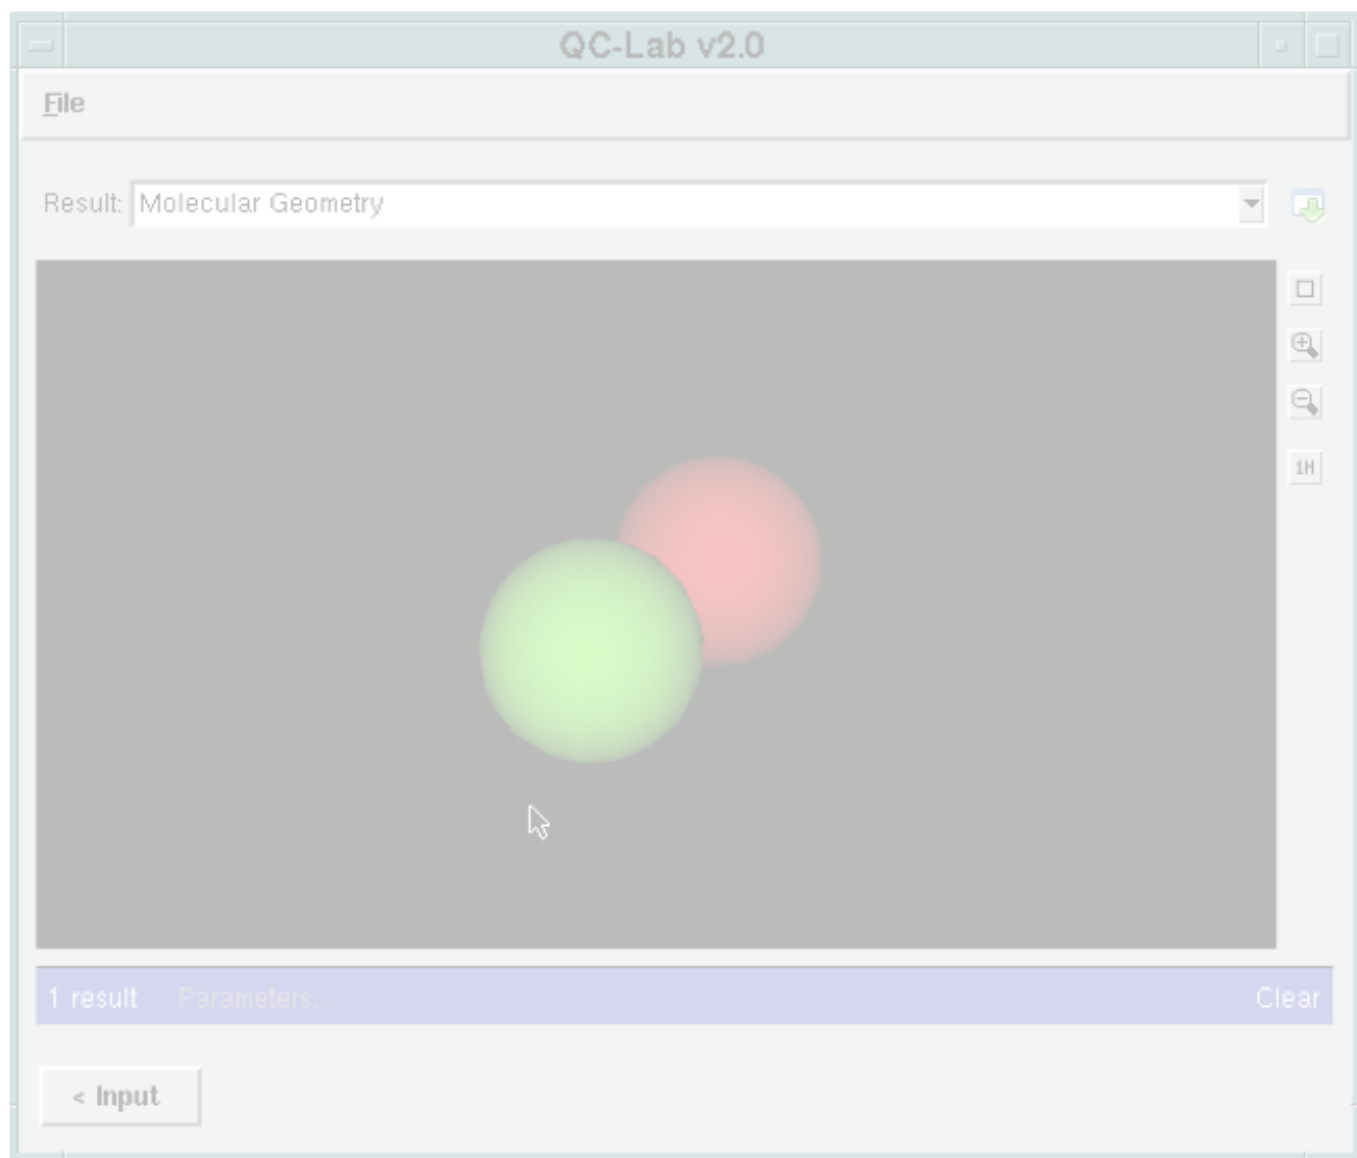 QC-Lab v2.0
File
Result: Molecular Geometry
1H
1 result Parameters... Clear
< Input